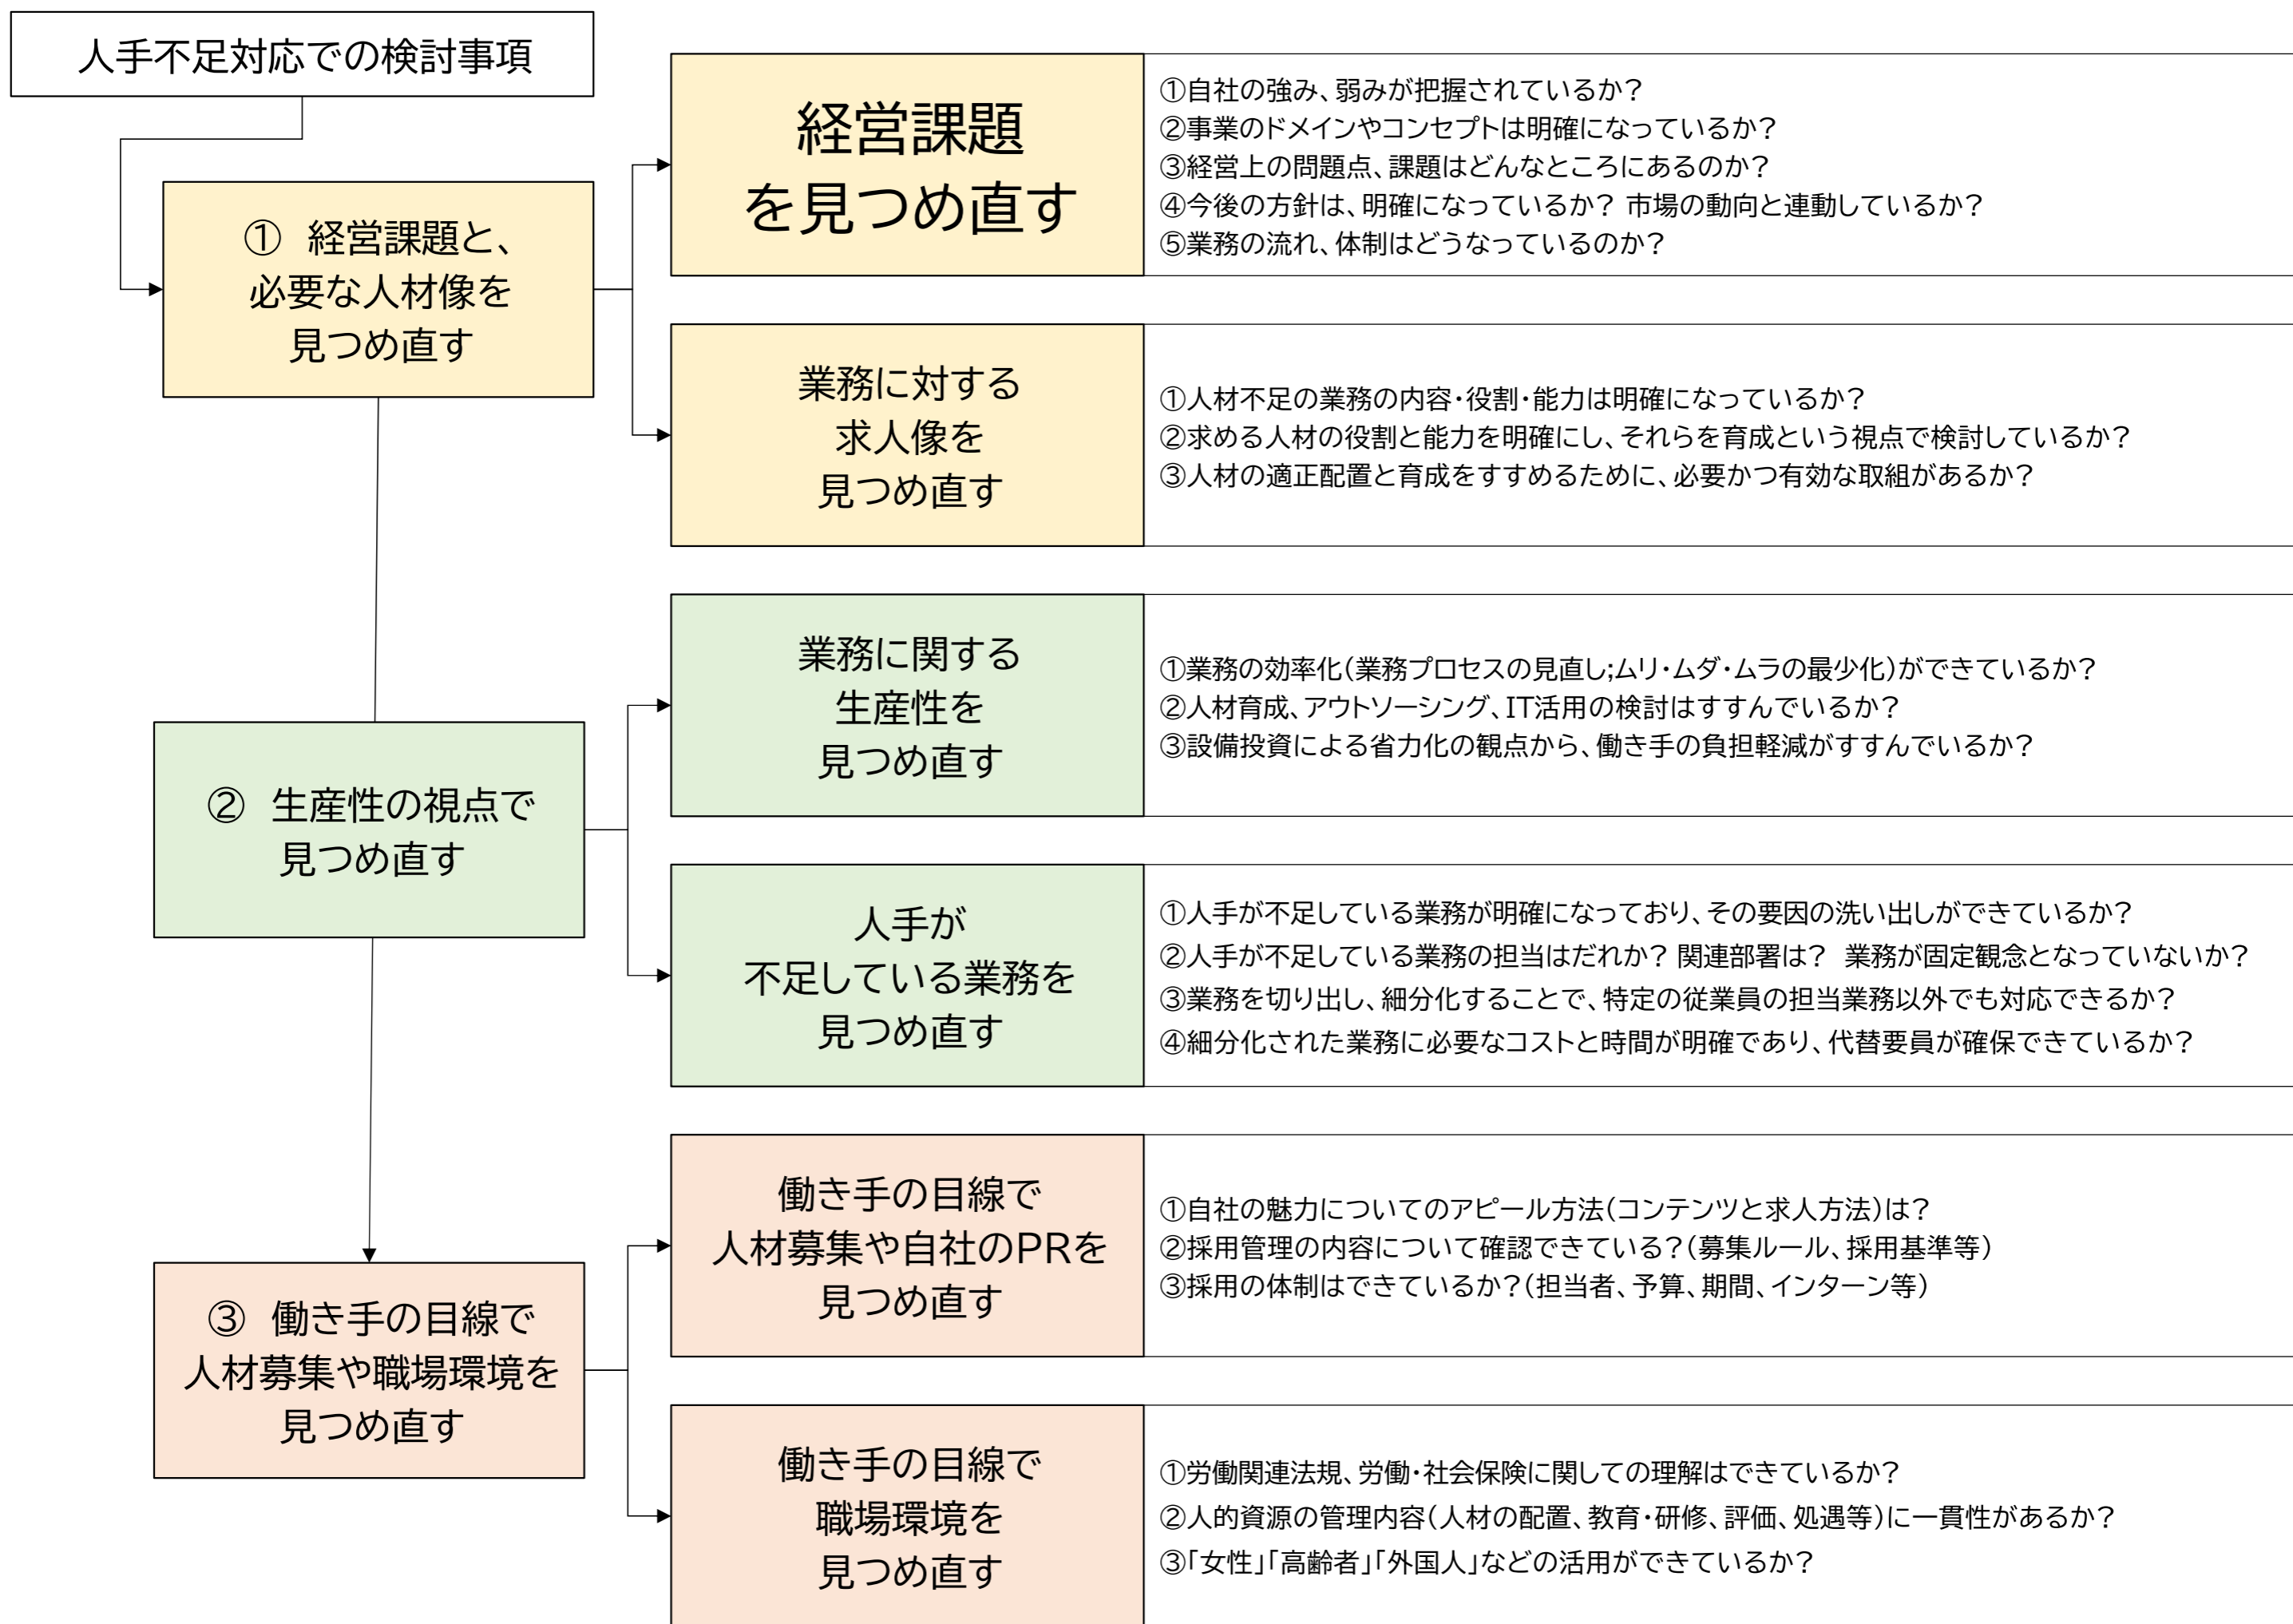 人手不足対応での検討事項
① 経営課題と、
必要な人材像を
見つめ直す
経営課題
を見つめ直す
①自社の強み、弱みが把握されているか?
②事業のドメインやコンセプトは明確になっているか?
③経営上の問題点、課題はどんなところにあるのか?
④今後の方針は、明確になっているか? 市場の動向と連動しているか?
⑤業務の流れ、体制はどうなっているのか?
業務に対する
求人像を
見つめ直す
①人材不足の業務の内容・役割・能力は明確になっているか?
②求める人材の役割と能力を明確にし、それらを育成という視点で検討しているか?
③人材の適正配置と育成をすすめるために、必要かつ有効な取組があるか?
② 生産性の視点で
見つめ直す
業務に関する
生産性を
見つめ直す
①業務の効率化(業務プロセスの見直し;ムリ・ムダ・ムラの最少化)ができているか?
②人材育成、アウトソーシング、IT活用の検討はすすんでいるか?
③設備投資による省力化の観点から、働き手の負担軽減がすすんでいるか?
人手が
不足している業務を
見つめ直す
①人手が不足している業務が明確になっており、その要因の洗い出しができているか?
②人手が不足している業務の担当はだれか? 関連部署は? 業務が固定観念となっていないか?
③業務を切り出し、細分化することで、特定の従業員の担当業務以外でも対応できるか?
④細分化された業務に必要なコストと時間が明確であり、代替要員が確保できているか?
③ 働き手の目線で
人材募集や職場環境を
見つめ直す
働き手の目線で
人材募集や自社のPRを
見つめ直す
①自社の魅力についてのアピール方法(コンテンツと求人方法)は?
②採用管理の内容について確認できている?(募集ルール、採用基準等)
③採用の体制はできているか?(担当者、予算、期間、インターン等)
働き手の目線で
職場環境を
見つめ直す
①労働関連法規、労働・社会保険に関しての理解はできているか?
②人的資源の管理内容(人材の配置、教育・研修、評価、処遇等)に一貫性があるか?
③「女性」「高齢者」「外国人」などの活用ができているか?